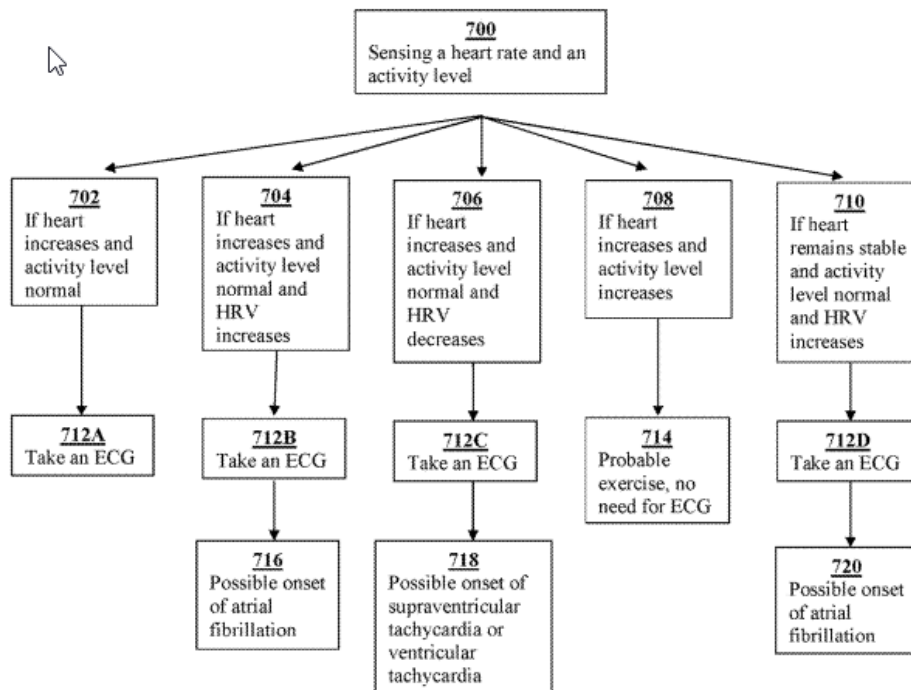 700
Sensing a heart rate and an
activity level
702
If heart
increases and
activity level
normal
704
If heart
increases and
activity level
normal and
HRV
increases
706
If heart
increases and
activity level
normal and
HRV
decreases
708
If heart
increases and
activity level
increases
710
If heart
remains stable
and activity
level normal
and HRV
increases
712A
Take an ECG
712B
Take an ECG
712C
Take an ECG
714
Probable
exercise, no
need for ECG
712D
Take an ECG
716
Possible onset
of atrial
fibrillation
718
Possible onset of
supraventricular
tachycardia or
ventricular
tachycardia
720
Possible onset
of atrial
fibrillation